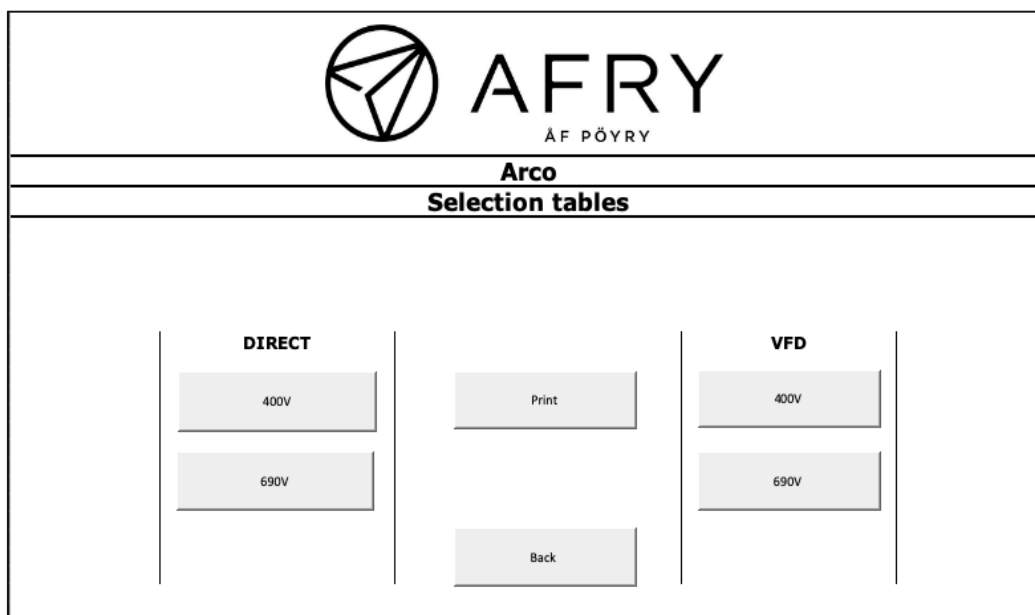 AFRY
ÅF PÖYRY
Arco
Selection tables
DIRECT
400V
690V
Print
Back
VFD
400V
690V